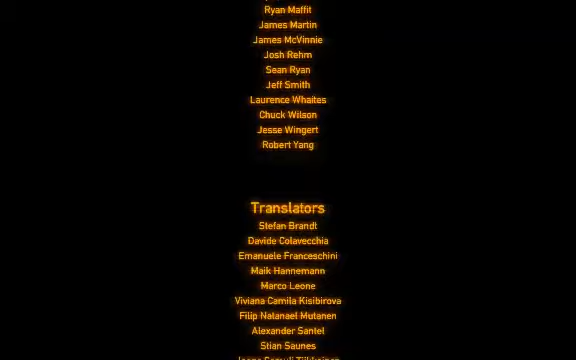 Ryan Maffit
James Martin
James McVinnie
Josh Rehm
Sean Ryan
Jeff Smith
Laurence Whaites
Chuck Wilson
Jesse Wingert
Robert Yang
Translators
Stefan Brandt
Davide Colavecchia
Emanuele Franceschini
Maik Hannemann
Marco Leone
Viviana Camila Kisibirova
Filip Natanael Mutanen
Alexander Santel
Stian Saunes